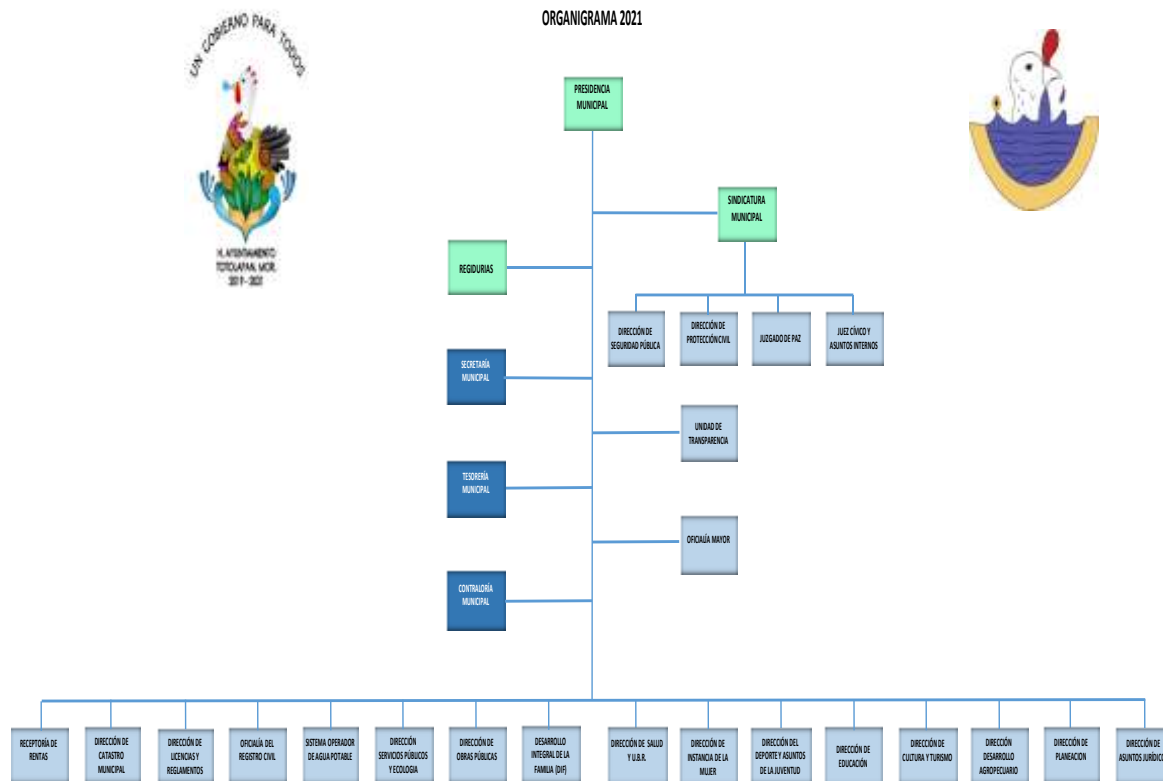 ORGANIGRAMA 2021
UN GOBIERNO PARA TODOS
H. AYUNTAMIENTO
TOTOLAPAN, MOR.
2019 - 2021
PRESIDENCIA
MUNICIPAL
SINDICATURA
MUNICIPAL
REGIDURIAS
DIRECCIÓN DE
SEGURIDAD PÚBLICA
DIRECCIÓN DE
PROTECCIÓN CIVIL
JUZGADO DE PAZ
JUEZ CÍVICO Y
ASUNTOS INTERNOS
SECRETARÍA
MUNICIPAL
UNIDAD DE
TRANSPARENCIA
TESORERÍA
MUNICIPAL
OFICIALÍA MAYOR
CONTRALORÍA
MUNICIPAL
RECEPTORÍA DE
RENTAS
DIRECCIÓN DE
CATASTRO
MUNICIPAL
DIRECCIÓN DE
LICENCIAS Y
REGLAMENTOS
OFICIALÍA DEL
REGISTRO CIVIL
SISTEMA OPERADOR
DE AGUA POTABLE
DIRECCIÓN
SERVICIOS PÚBLICOS
Y ECOLOGIA
DIRECCIÓN DE
OBRAS PÚBLICAS
DESARROLLO
INTEGRAL DE LA
FAMILIA (DIF)
DIRECCIÓN DE SALUD
Y U.B.R.
DIRECCIÓN DE
INSTANCIA DE LA
MUJER
DIRECCIÓN DEL
DEPORTE Y ASUNTOS
DE LA JUVENTUD
DIRECCIÓN DE
EDUCACIÓN
DIRECCIÓN DE
CULTURA Y TURISMO
DIRECCIÓN
DESARROLLO
AGROPECUARIO
DIRECCIÓN DE
PLANEACION
DIRECCIÓN DE
ASUNTOS JURÍDICO